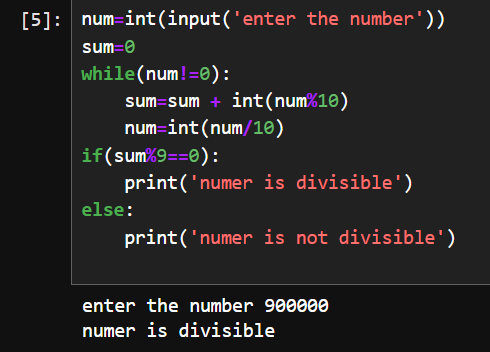 [5]: num=int(input('enter the number'))
sum=0
while(num!=0):
    sum=sum + int(num%10)
    num=int(num/10)
if(sum%9==0):
    print('numer is divisible')
else:
    print('numer is not divisible')
enter the number 900000
numer is divisible